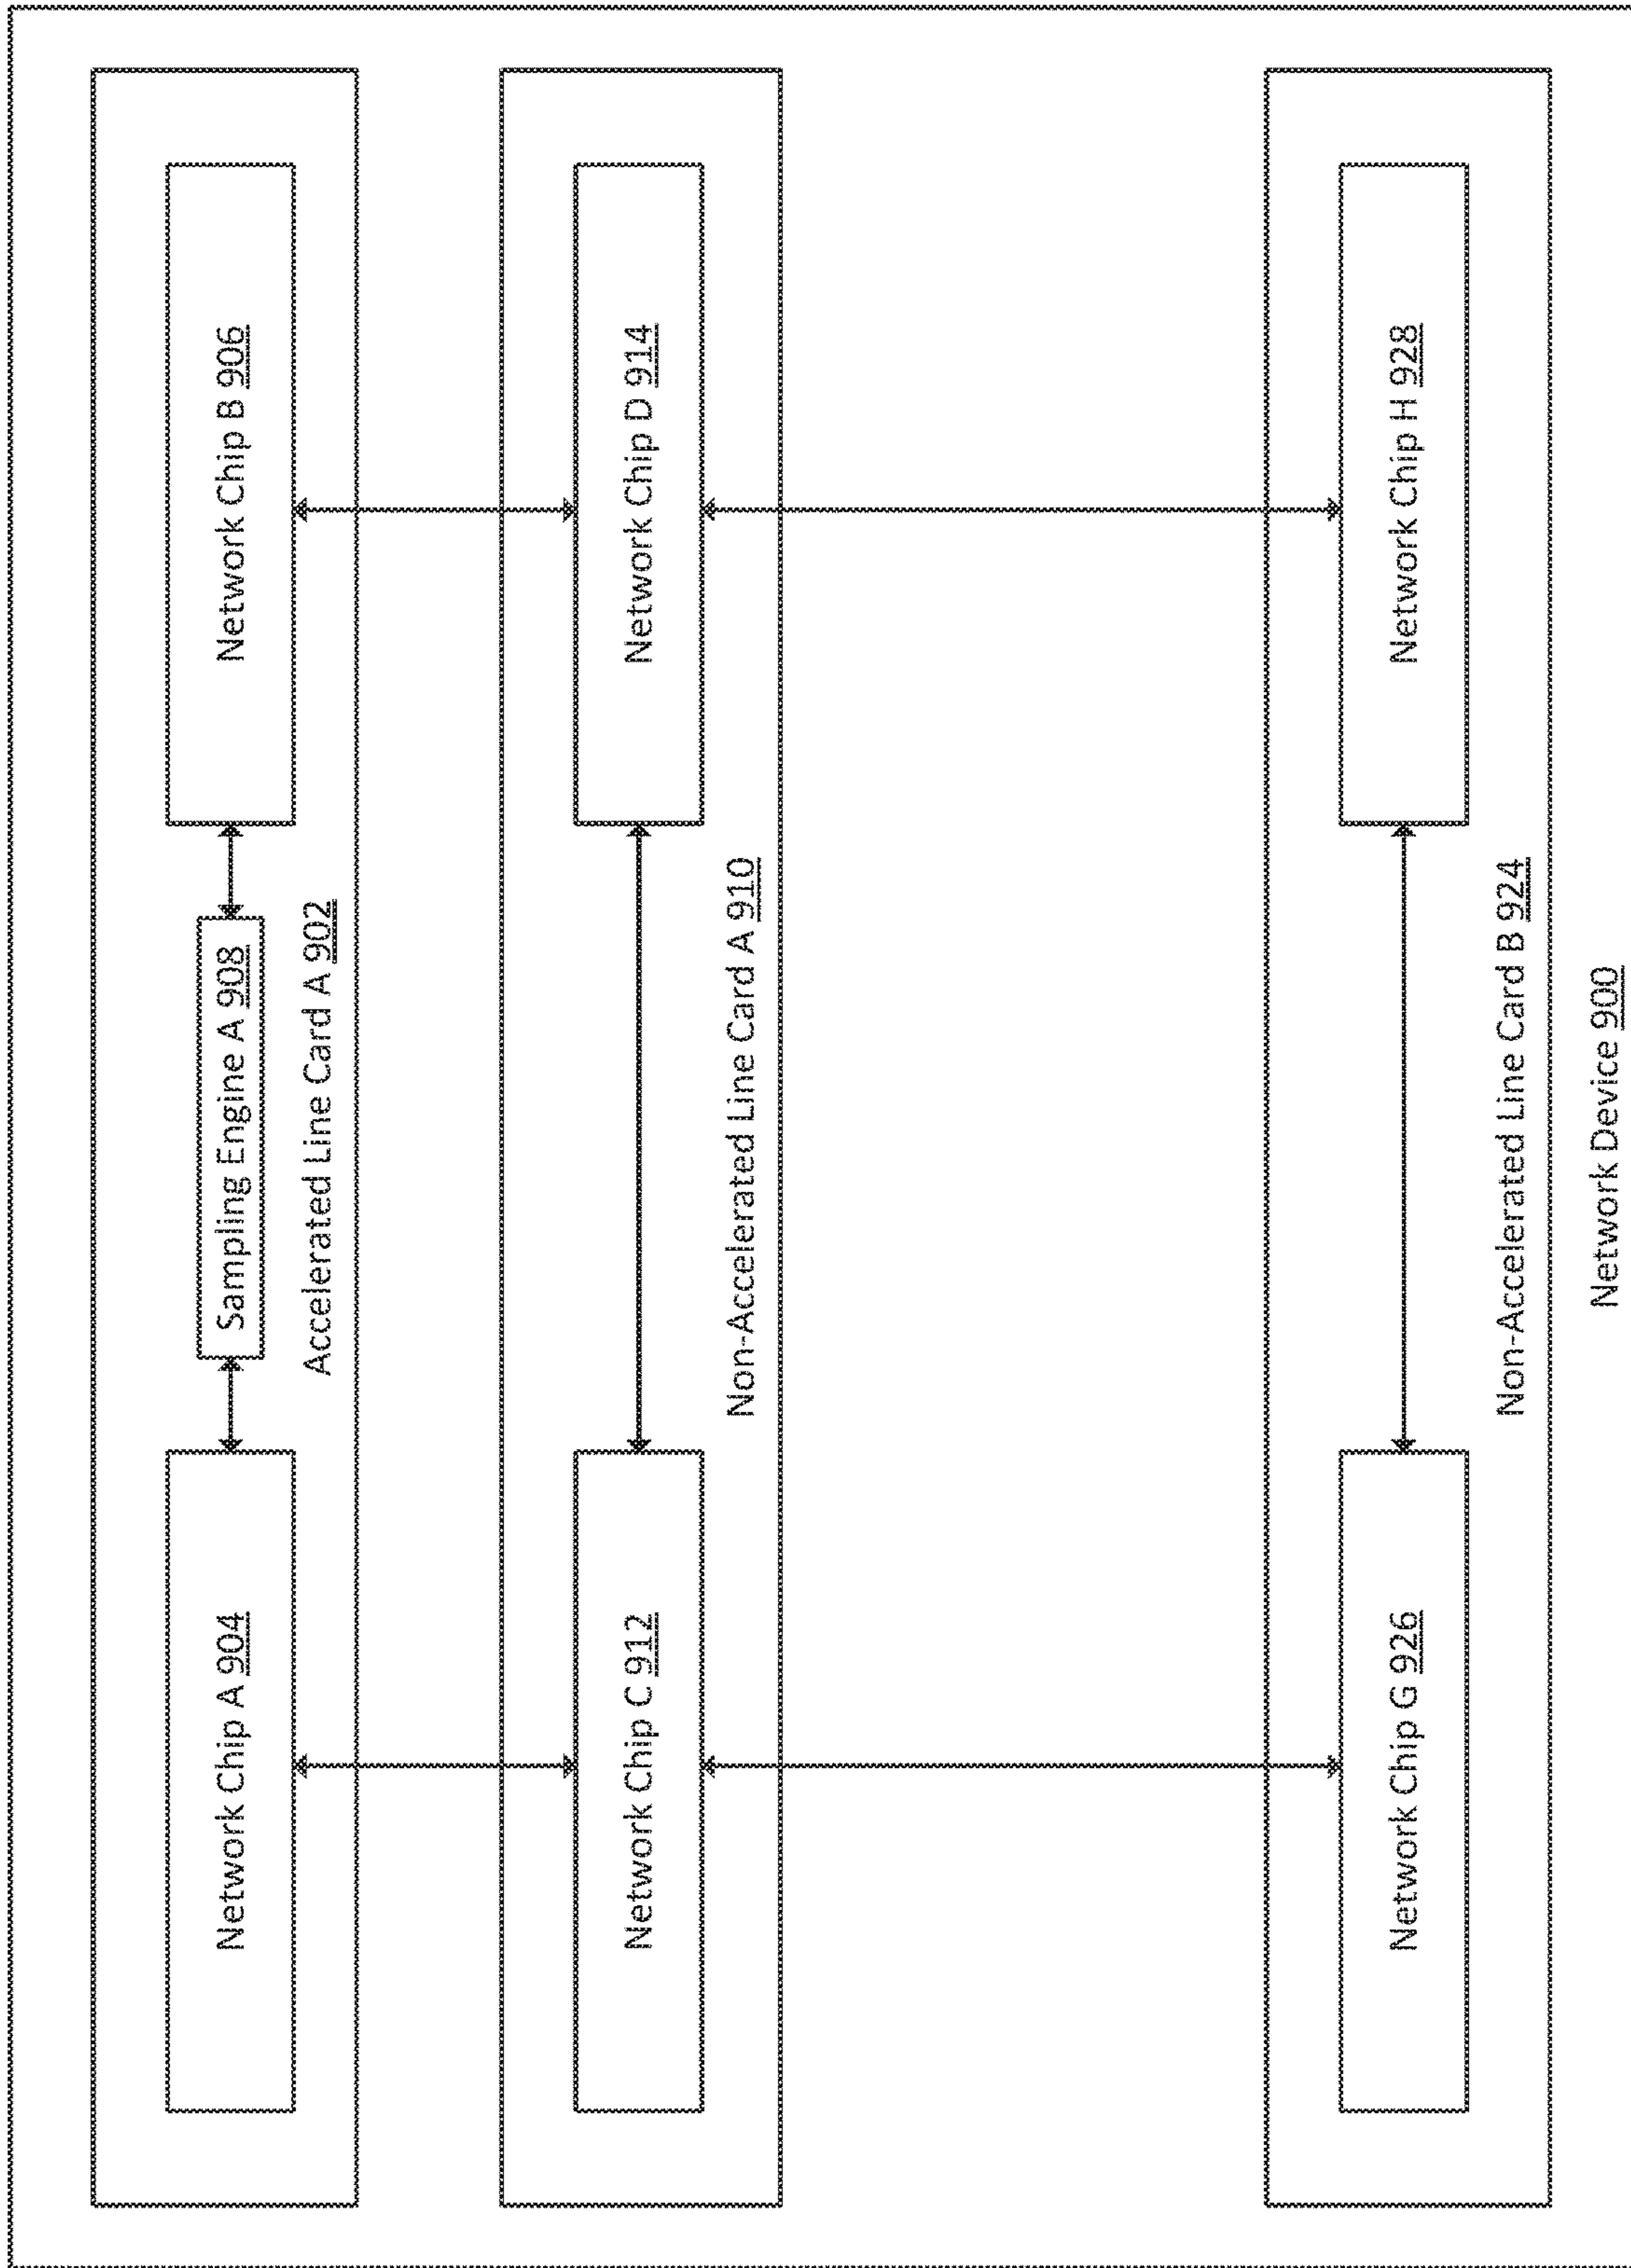 Network Chip A 904
Sampling Engine A 908
Network Chip B 906
Accelerated Line Card A 902
Network Chip C 912
Network Chip D 914
Non-Accelerated Line Card A 910
Network Chip G 926
Network Chip H 928
Non-Accelerated Line Card B 924
Network Device 900